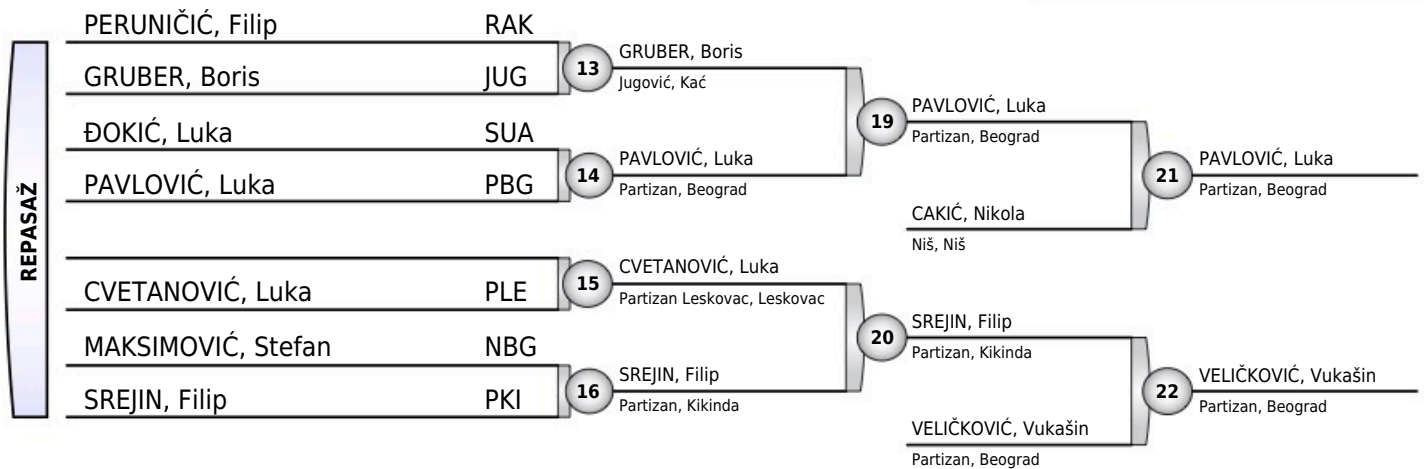 REPASAŽ
PERUNIČIĆ, Filip RAK
GRUBER, Boris JUG
ĐOKIĆ, Luka SUA
PAVLOVIĆ, Luka PBG
CVETANOVIĆ, Luka PLE
MAKSIMOVIĆ, Stefan NBG
SREJIN, Filip PKI
13
GRUBER, Boris
Jugović, Kać
14
PAVLOVIĆ, Luka
Partizan, Beograd
15
CVETANOVIĆ, Luka
Partizan Leskovac, Leskovac
16
SREJIN, Filip
Partizan, Kikinda
19
PAVLOVIĆ, Luka
Partizan, Beograd
CAKIĆ, Nikola
Niš, Niš
20
SREJIN, Filip
Partizan, Kikinda
VELIČKOVIĆ, Vukašin
Partizan, Beograd
21
PAVLOVIĆ, Luka
Partizan, Beograd
22
VELIČKOVIĆ, Vukašin
Partizan, Beograd